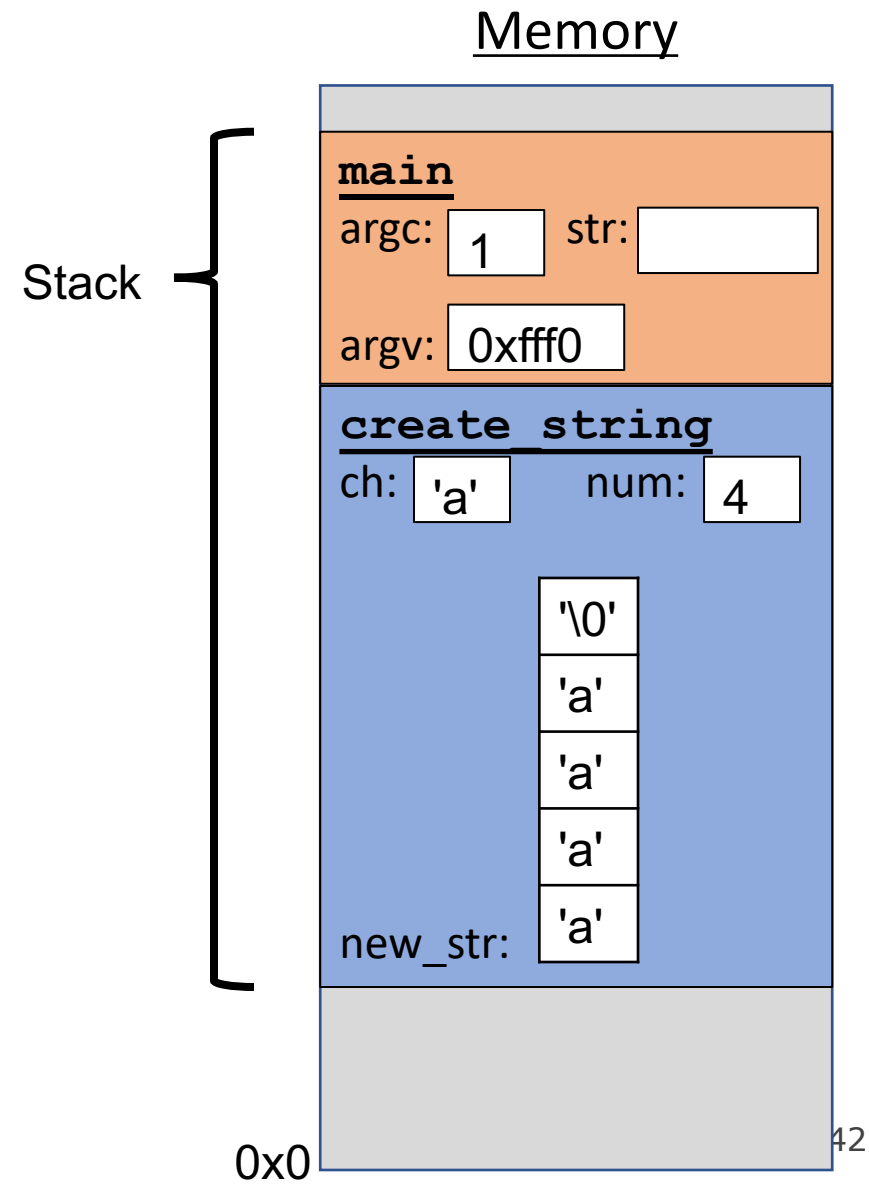 Memory
main
argc: 1 str:
Stack
argv: 0xfff0
create_string
ch: 'a' num: 4
'\0'
'a'
'a'
'a'
new_str: 'a'
42
0x0